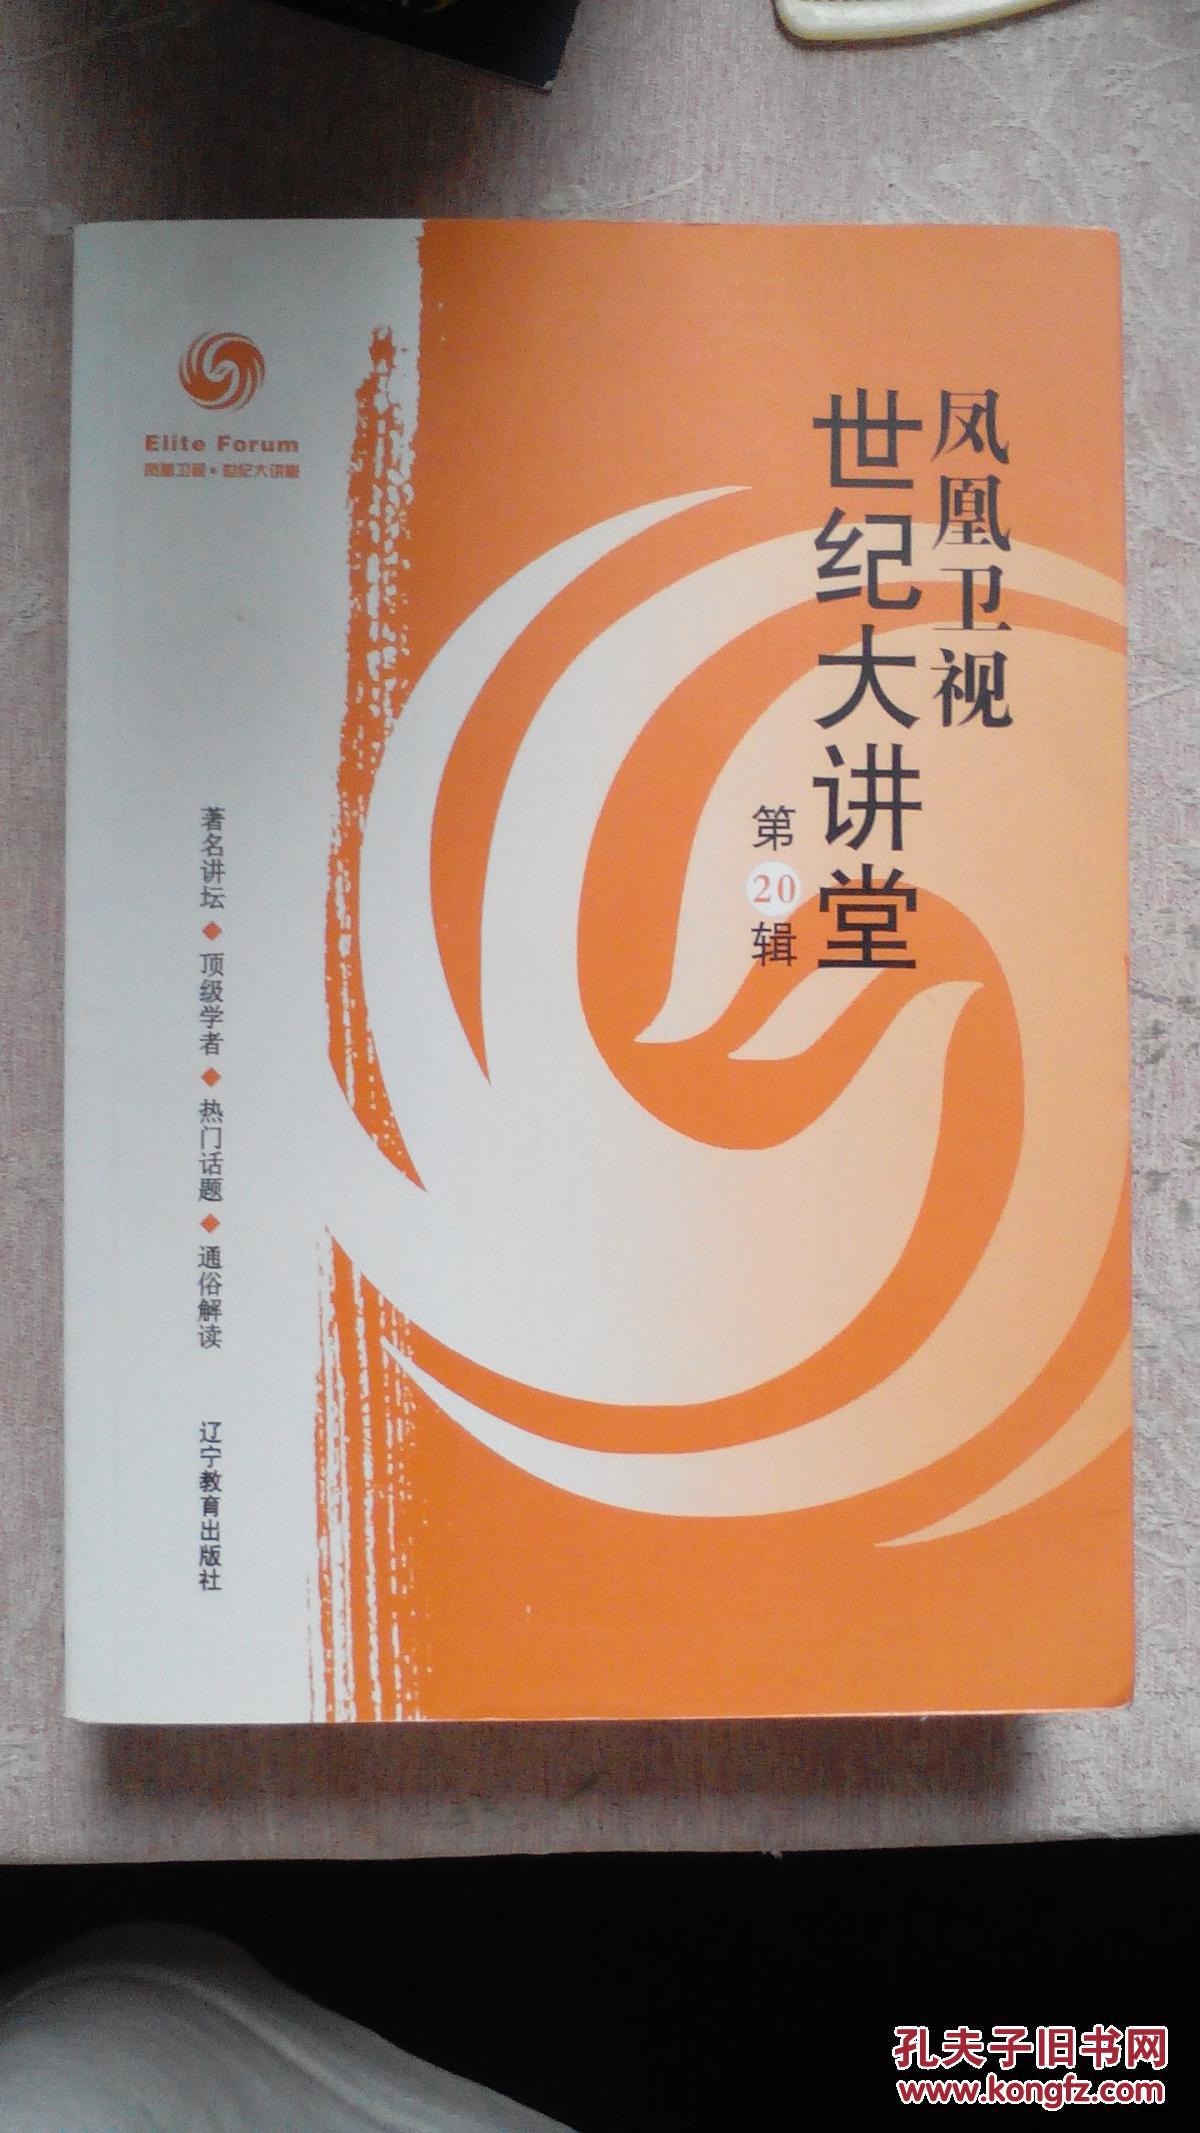 凤凰卫视
世纪大讲堂
第20辑
Elite Forum
凤凰卫视·世纪大讲堂
著名讲坛◆顶级学者◆热门话题◆通俗解读
辽宁教育出版社
孔夫子旧书网
www.kongfz.com